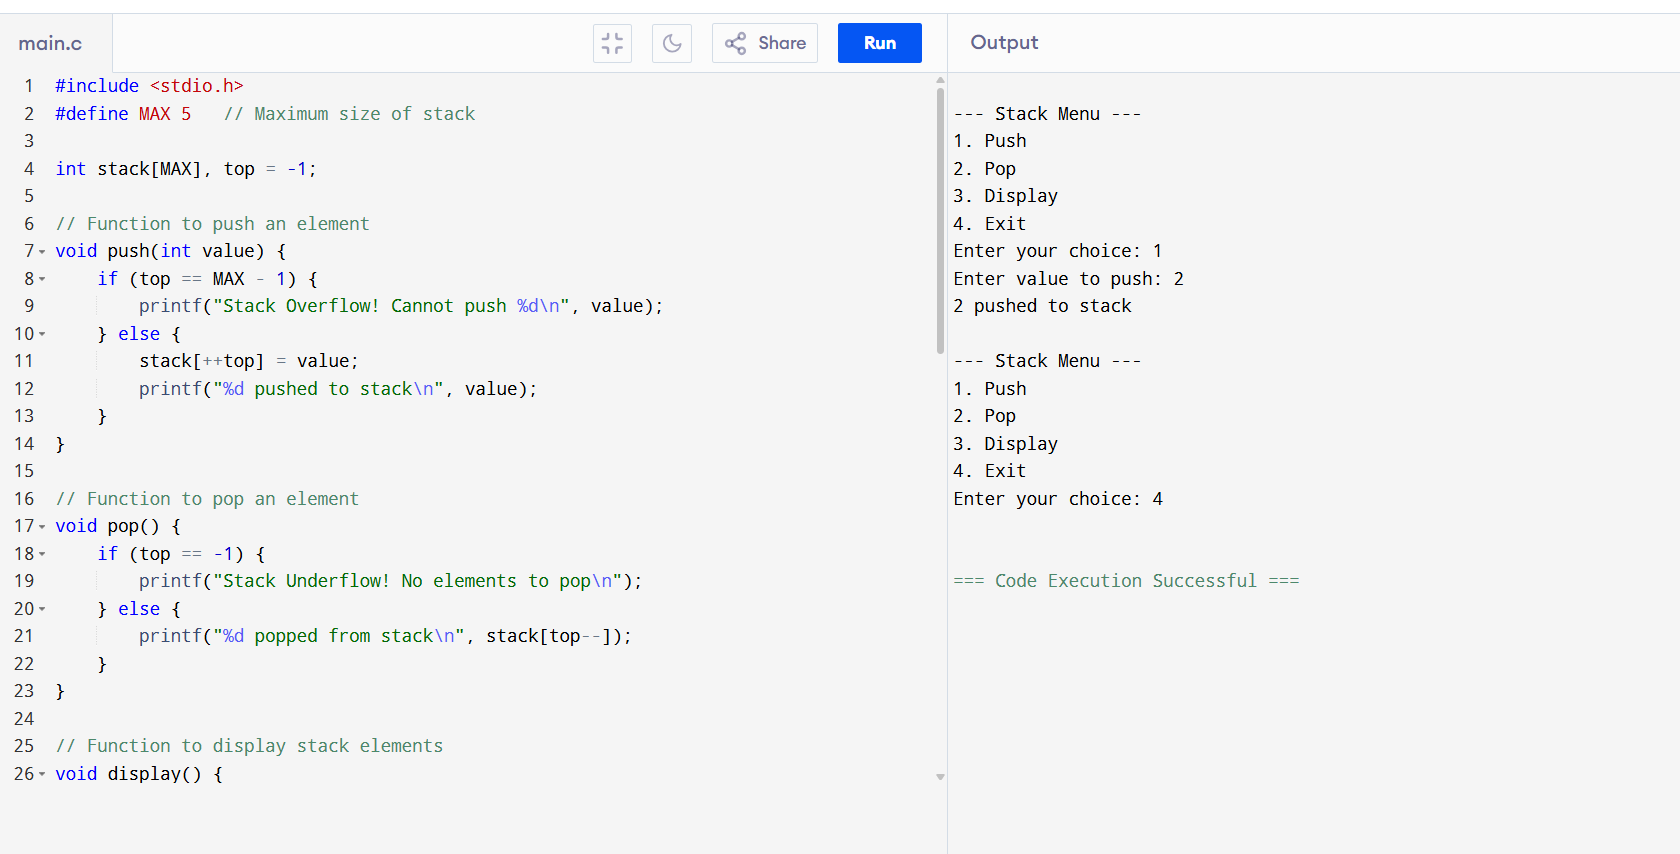 main.c
Share
Run
Output
1 #include <stdio.h>
2 #define MAX 5   // Maximum size of stack
3
4 int stack[MAX], top = -1;
5
6 // Function to push an element
7 void push(int value) {
8     if (top == MAX - 1) {
9         printf("Stack Overflow! Cannot push %d\n", value);
10     } else {
11         stack[++top] = value;
12         printf("%d pushed to stack\n", value);
13     }
14 }
15
16 // Function to pop an element
17 void pop() {
18     if (top == -1) {
19         printf("Stack Underflow! No elements to pop\n");
20     } else {
21         printf("%d popped from stack\n", stack[top--]);
22     }
23 }
24
25 // Function to display stack elements
26 void display() {
--- Stack Menu ---
1. Push
2. Pop
3. Display
4. Exit
Enter your choice: 1
Enter value to push: 2
2 pushed to stack
--- Stack Menu ---
1. Push
2. Pop
3. Display
4. Exit
Enter your choice: 4
=== Code Execution Successful ===